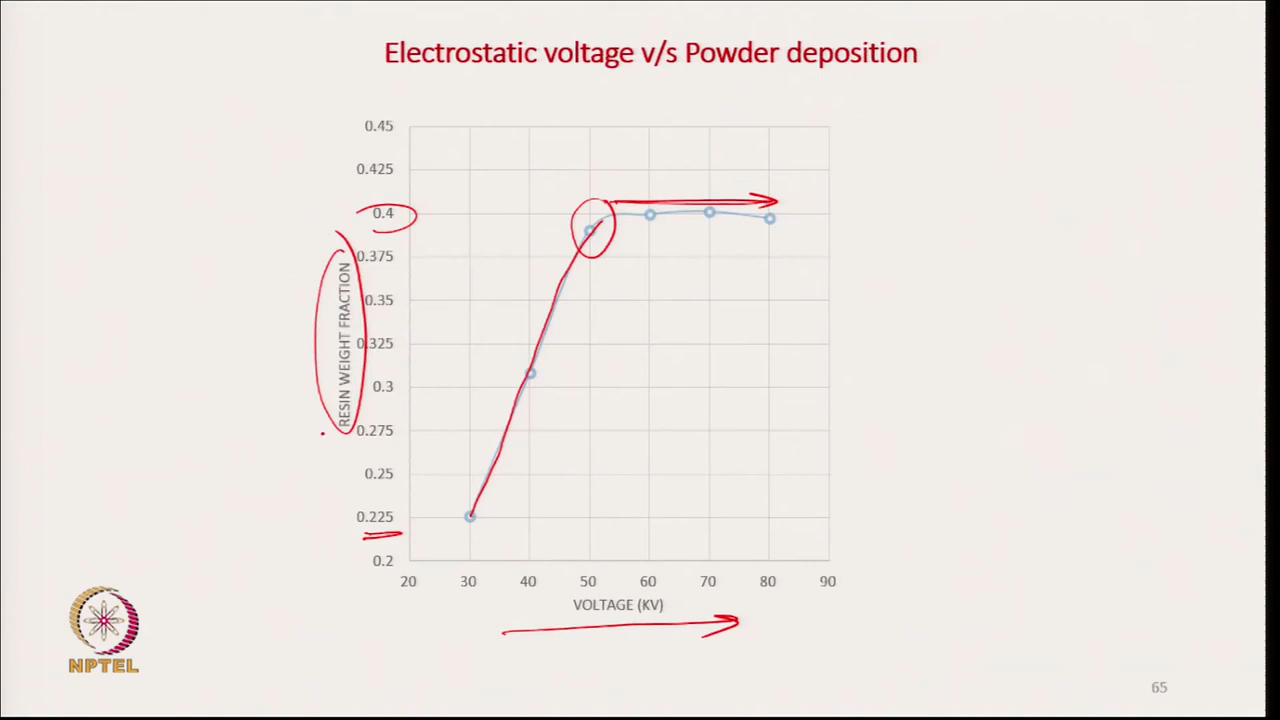 Electrostatic voltage v/s Powder deposition
0.45
0.425
0.4
0.375
0.35
0.325
0.3
0.275
0.25
0.225
0.2
RESIN WEIGHT FRACTION
20 30 40 50 60 70 80 90
VOLTAGE (KV)
NPTEL
65